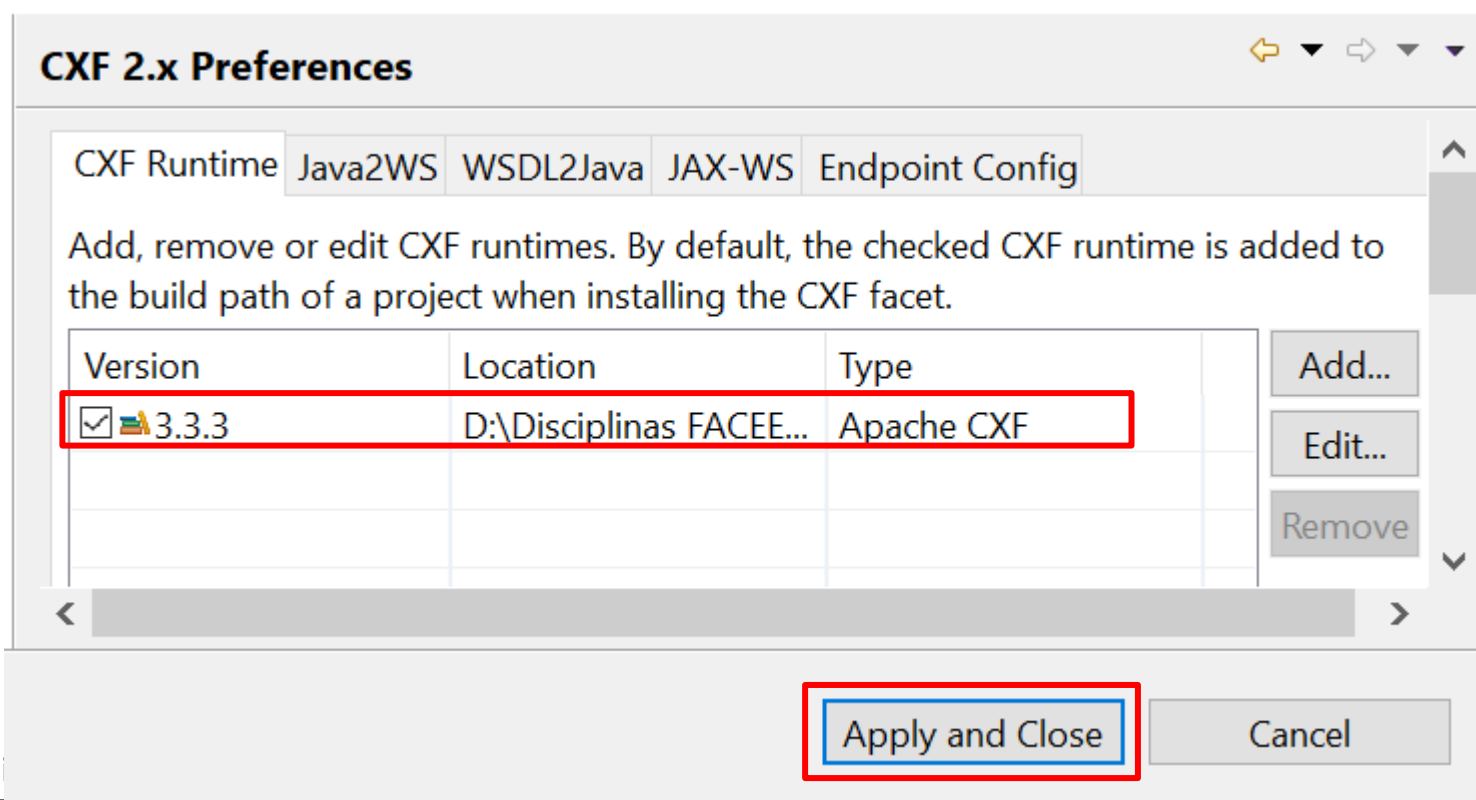 CXF 2.x Preferences
CXF Runtime Java2WS WSDL2Java JAX-WS Endpoint Config
Add, remove or edit CXF runtimes. By default, the checked CXF runtime is added to
the build path of a project when installing the CXF facet.
Version Location Type
3.3.3 D:\Disciplinas FACEE... Apache CXF
Add...
Edit...
Remove
Apply and Close Cancel